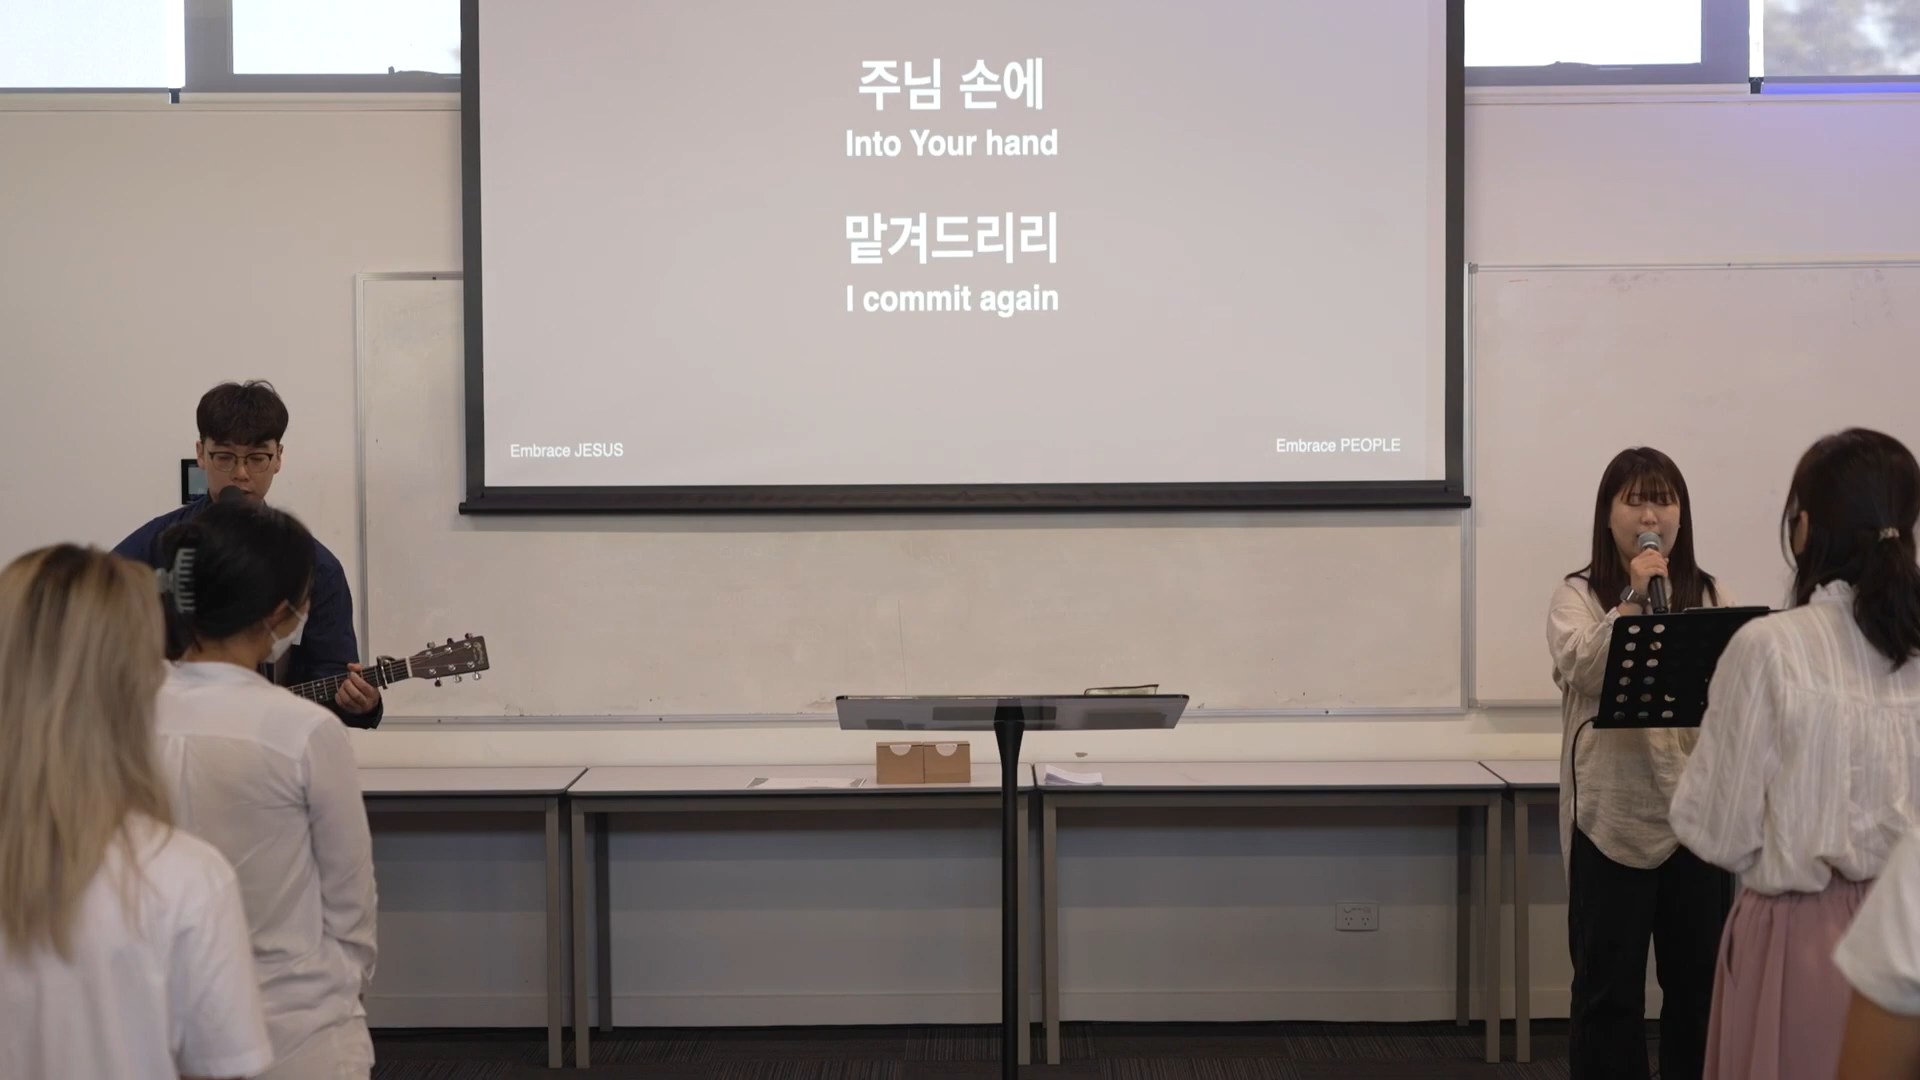 주님 손에
Into Your hand
맡겨드리리
I commit again
Embrace JESUS
Embrace PEOPLE